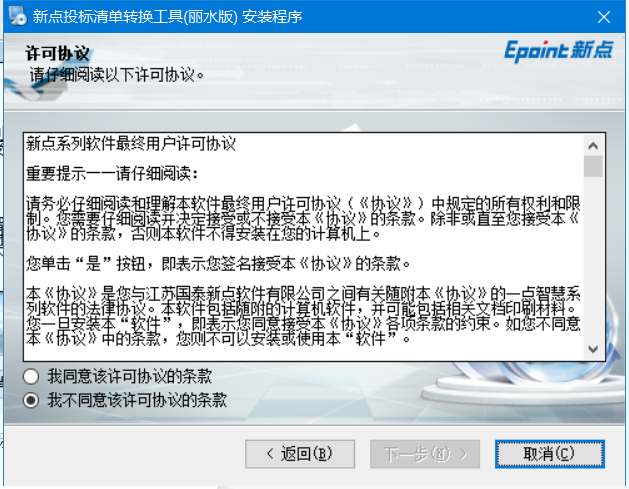 新点投标清单转换工具(丽水版) 安装程序
许可协议
请仔细阅读以下许可协议。
Epoint新点
新点系列软件最终用户许可协议
重要提示一一请仔细阅读：
请务必仔细阅读和理解本软件最终用户许可协议（《协议》）中规定的所有权利和限
制。您需要仔细阅读并决定接受或不接受本《协议》的条款。除非或直至您接受本《
协议》的条款，否则本软件不得安装在您的计算机上。
您单击“是”按钮，即表示您签名接受本《协议》的条款。
本《协议》是您与江苏国泰新点软件有限公司之间有关随附本《协议》的一点智慧系
列软件的法律协议。本软件包括随附的计算机软件，并可能包括相关文档印刷材料。
您一旦安装本“软件”，即表示您同意接受本《协议》各项条款的约束。如您不同意
本《协议》中的条款，您则不可以安装或使用本“软件”。
我同意该许可协议的条款
我不同意该许可协议的条款
< 返回(B)
下一步(N) >
取消(C)